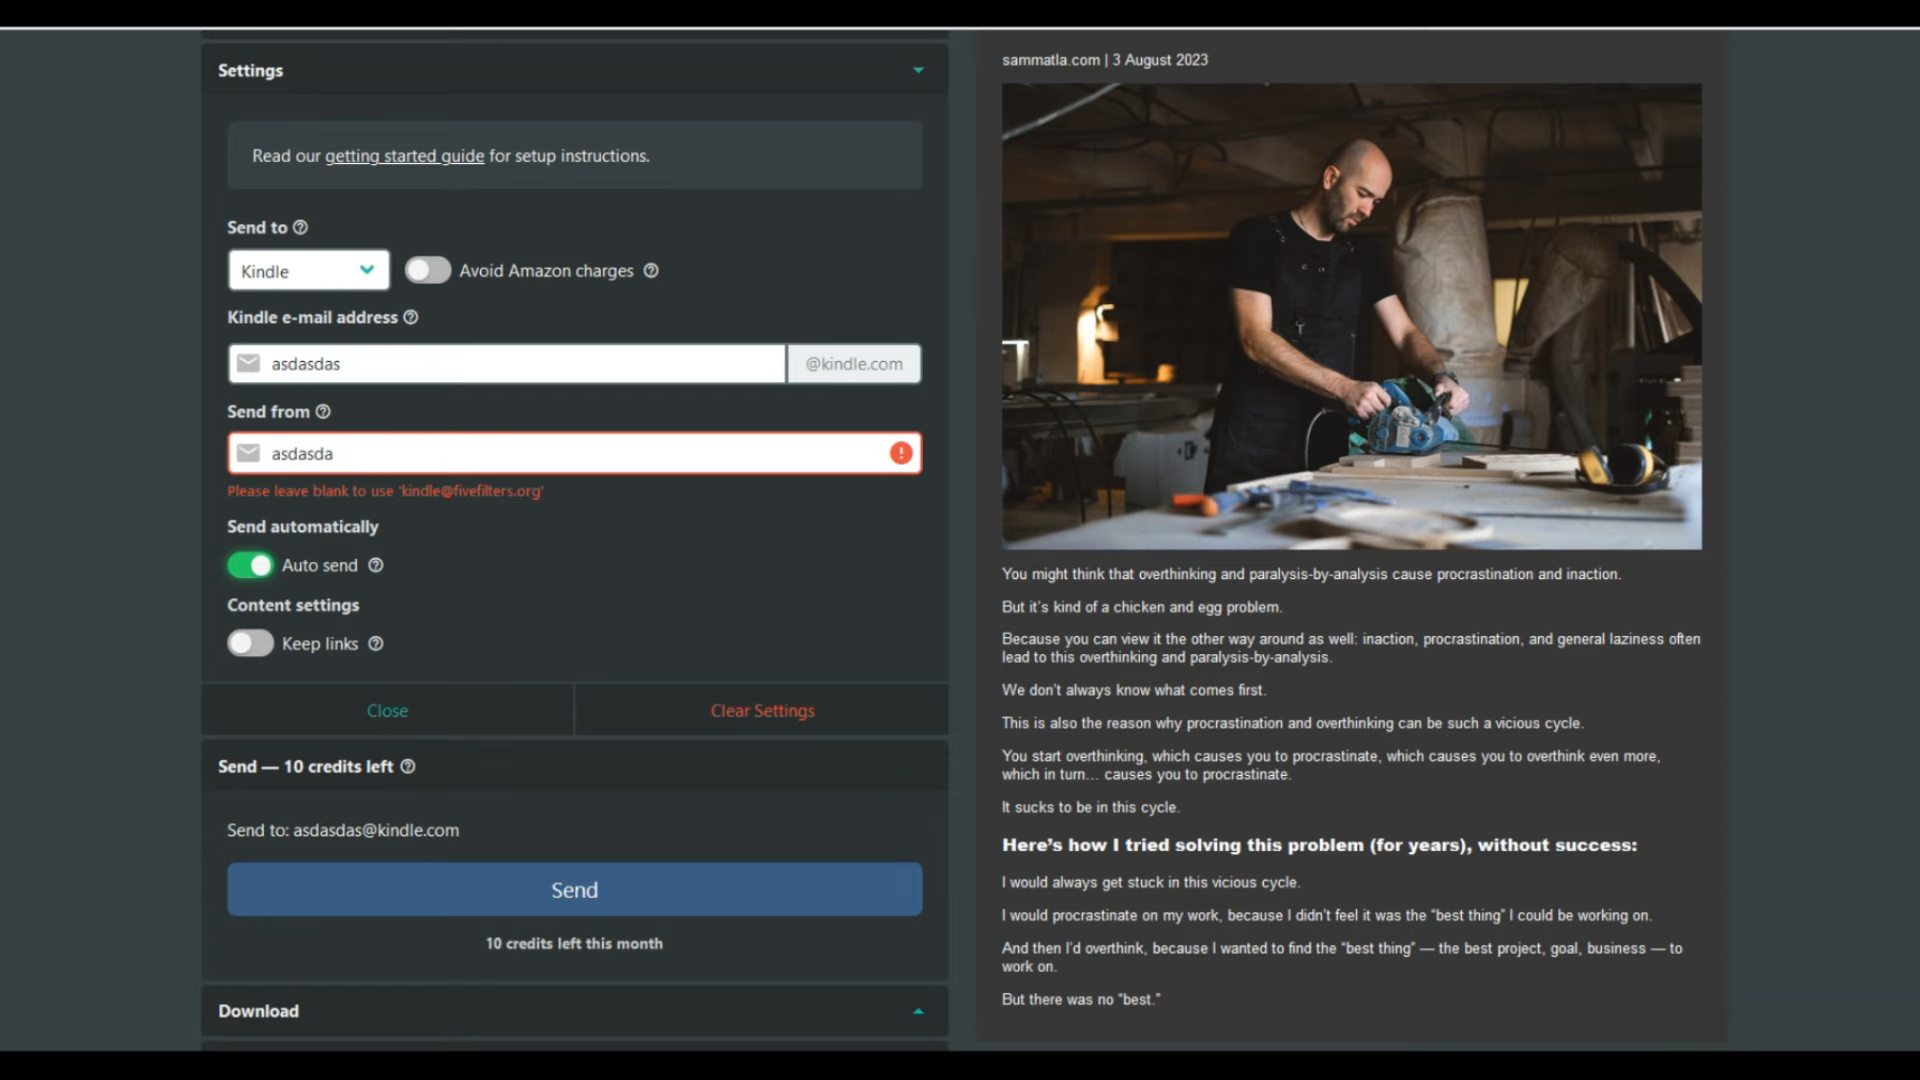 Settings
Read our getting started guide for setup instructions.
Send to
Kindle
Avoid Amazon charges
Kindle e-mail address
asdasdas
@kindle.com
Send from
asdasda
Please leave blank to use 'kindle@fivefilters.org'
Send automatically
Auto send
Content settings
Keep links
Close
Clear Settings
Send — 10 credits left
Send to: asdasdas@kindle.com
Send
10 credits left this month
Download
sammatla.com | 3 August 2023
You might think that overthinking and paralysis-by-analysis cause procrastination and inaction.
But it's kind of a chicken and egg problem.
Because you can view it the other way around as well: inaction, procrastination, and general laziness often
lead to this overthinking and paralysis-by-analysis.
We don't always know what comes first.
This is also the reason why procrastination and overthinking can be such a vicious cycle.
You start overthinking, which causes you to procrastinate, which causes you to overthink even more,
which in turn... causes you to procrastinate.
It sucks to be in this cycle.
Here's how I tried solving this problem (for years), without success:
I would always get stuck in this vicious cycle.
I would procrastinate on my work, because I didn't feel it was the "best thing" I could be working on.
And then I'd overthink, because I wanted to find the "best thing" — the best project, goal, business — to
work on.
But there was no "best."